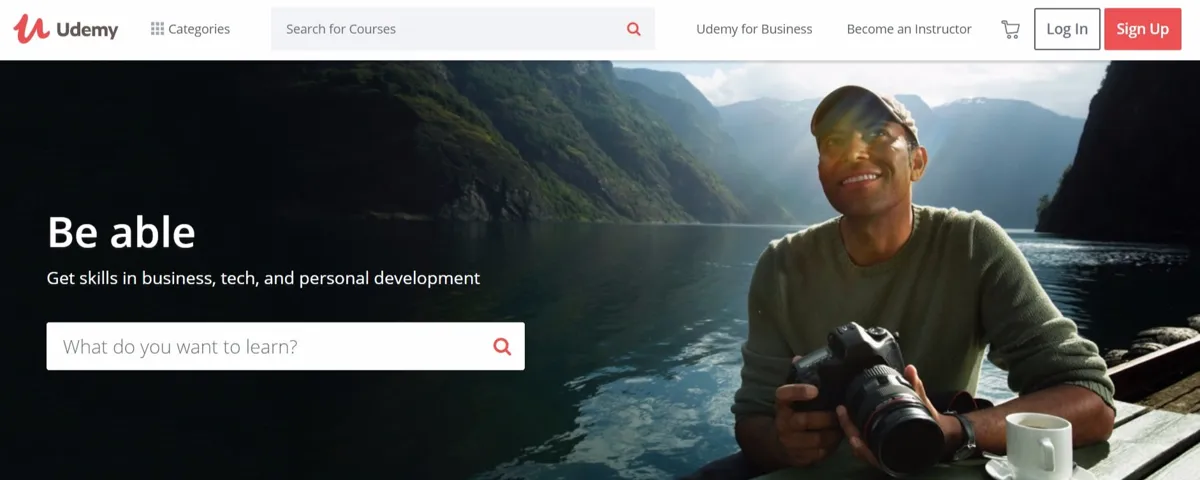 Udemy
Categories
Search for Courses
Udemy for Business
Become an Instructor
Log In
Sign Up
Be able
Get skills in business, tech, and personal development
What do you want to learn?